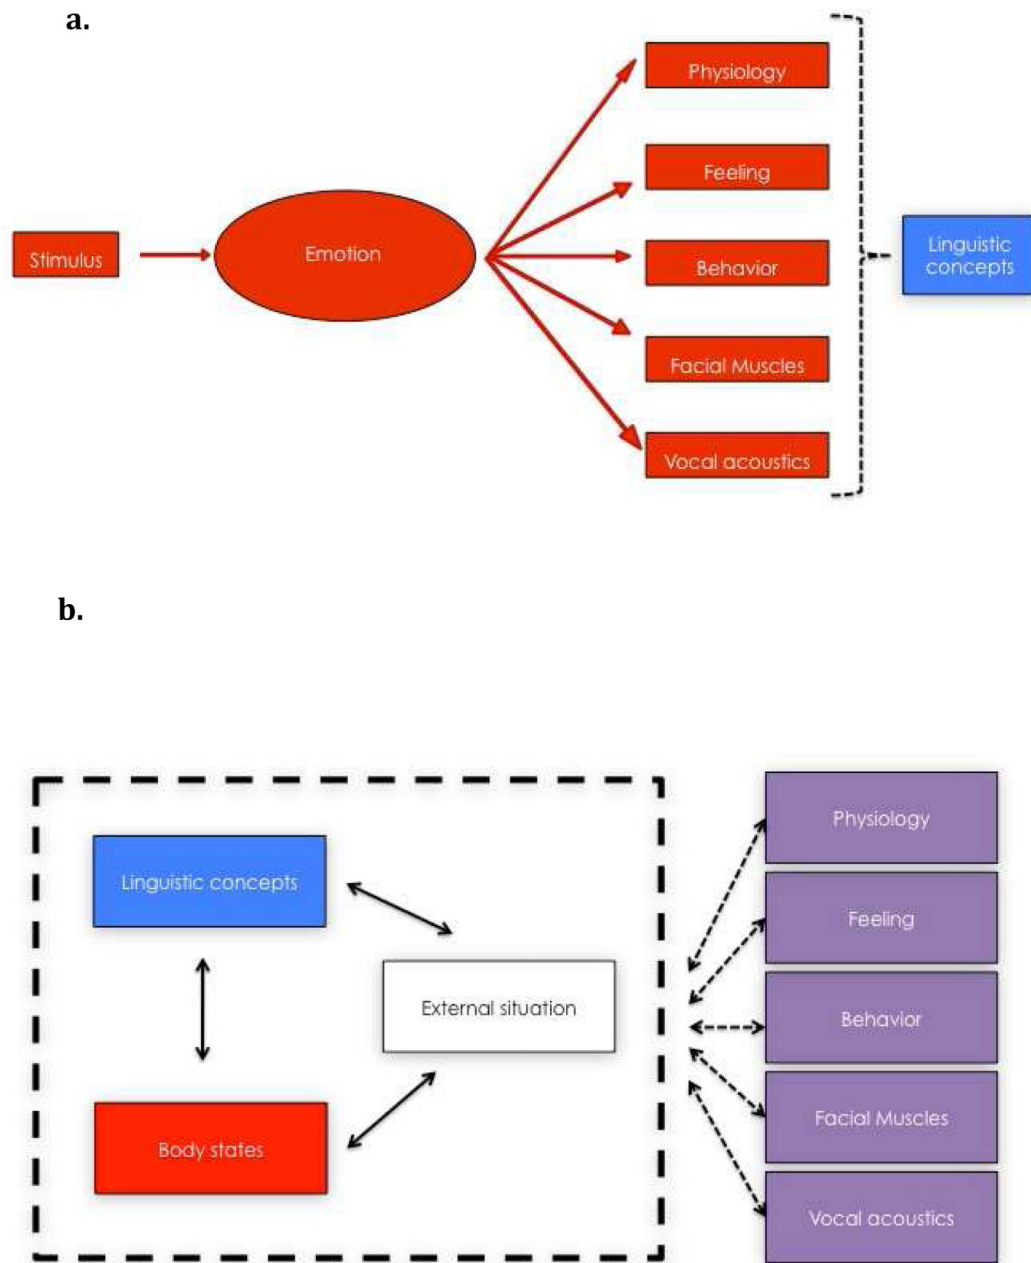 a.
Physiology
Feeling
Stimulus
Emotion
Behavior
Linguistic
concepts
Facial Muscles
Vocal acoustics
b.
Linguistic concepts
External situation
Body states
Physiology
Feeling
Behavior
Facial Muscles
Vocal acoustics